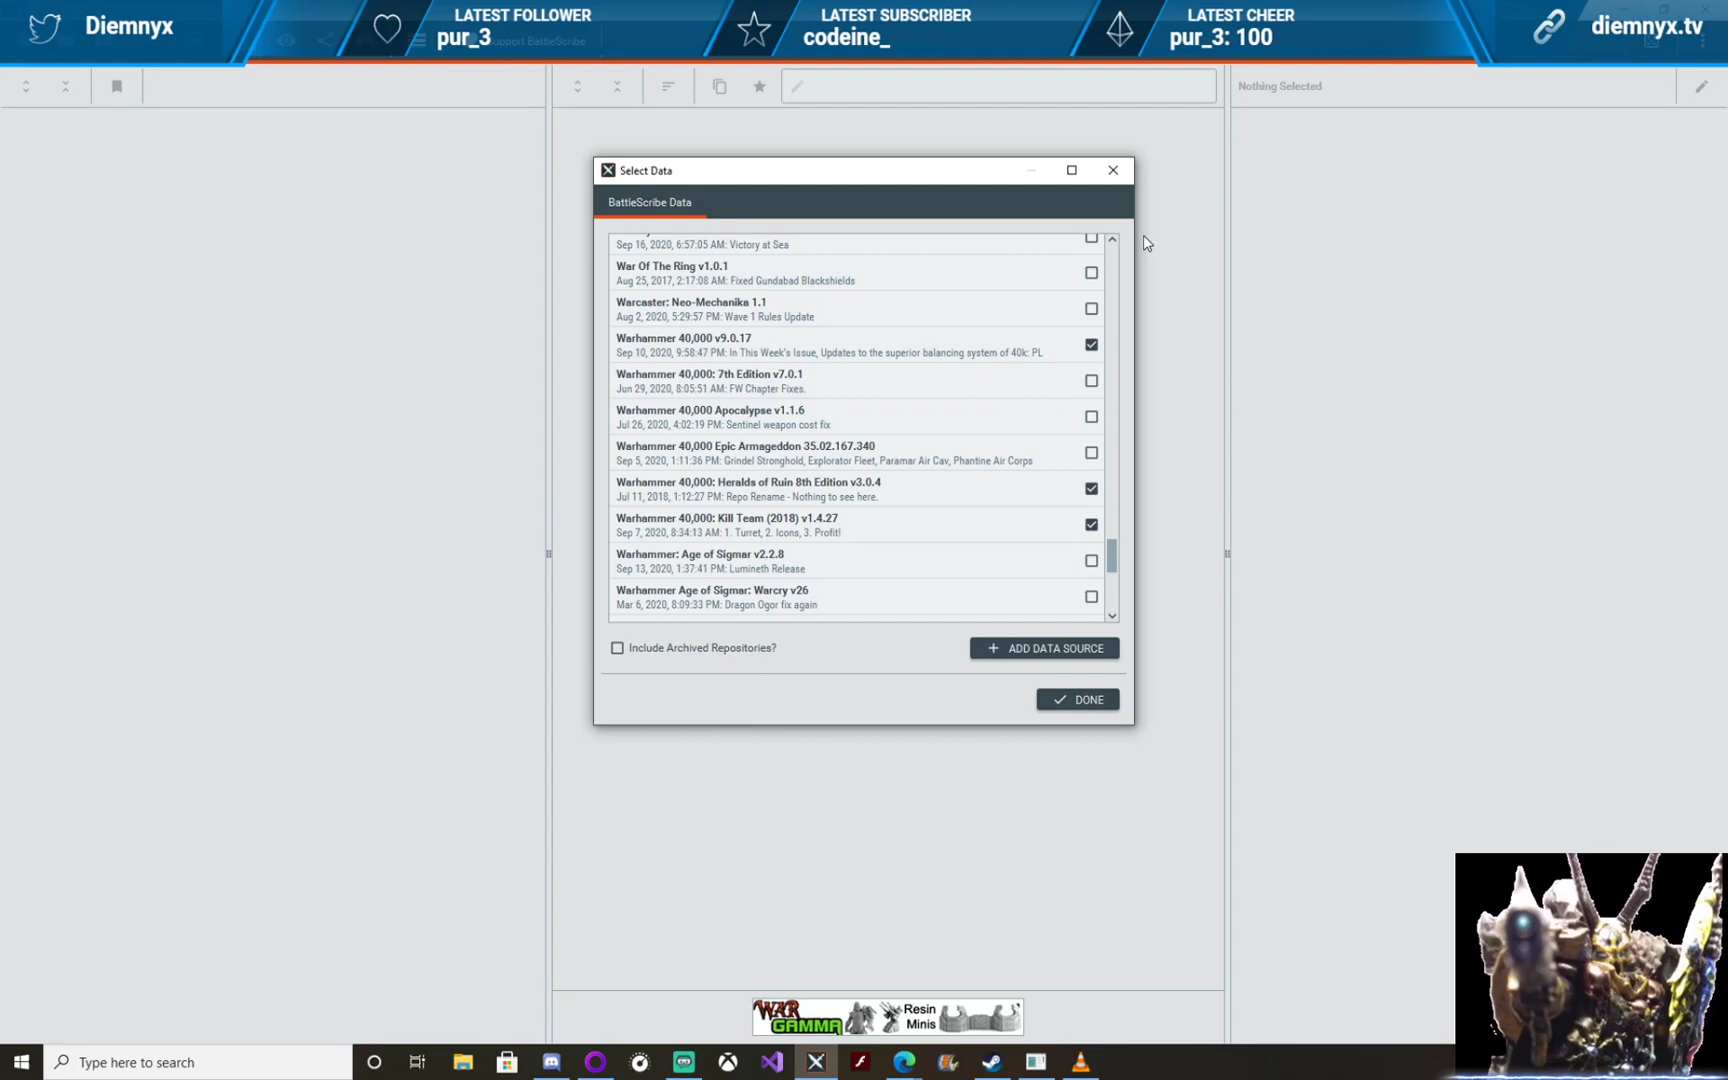 Diemnyx
LATEST FOLLOWER
pur_3
LATEST SUBSCRIBER
codeine_
LATEST CHEER
pur_3: 100
diemnyx.tv
Support BattleScribe
Nothing Selected
Select Data
BattleScribe Data
Sep 16, 2020, 6:57:05 AM: Victory at Sea
War Of The Ring v1.0.1
Aug 25, 2017, 2:17:08 AM: Fixed Gundabad Blackshields
Warcaster: Neo-Mechanika 1.1
Aug 2, 2020, 5:29:57 PM: Wave 1 Rules Update
Warhammer 40,000 v9.0.17
Sep 10, 2020, 9:58:47 PM: In This Week's Issue, Updates to the superior balancing system of 40k: PL
Warhammer 40,000: 7th Edition v7.0.1
Jun 29, 2020, 8:05:51 AM: FW Chapter Fixes.
Warhammer 40,000 Apocalypse v1.1.6
Jul 26, 2020, 4:02:19 PM: Sentinel weapon cost fix
Warhammer 40,000 Epic Armageddon 35.02.167.340
Sep 5, 2020, 1:11:36 PM: Grindel Stronghold, Explorator Fleet, Paramar Air Cav, Phantine Air Corps
Warhammer 40,000: Heralds of Ruin 8th Edition v3.0.4
Jul 11, 2018, 1:12:27 PM: Repo Rename - Nothing to see here.
Warhammer 40,000: Kill Team (2018) v1.4.27
Sep 7, 2020, 8:34:13 AM: 1. Turret, 2. Icons, 3. Profit!
Warhammer: Age of Sigmar v2.2.8
Sep 13, 2020, 1:37:41 PM: Lumineth Release
Warhammer Age of Sigmar: Warcry v26
Mar 6, 2020, 8:09:33 PM: Dragon Ogor fix again
Include Archived Repositories?
ADD DATA SOURCE
DONE
WAR GAMMA
Resin
Minis
Type here to search